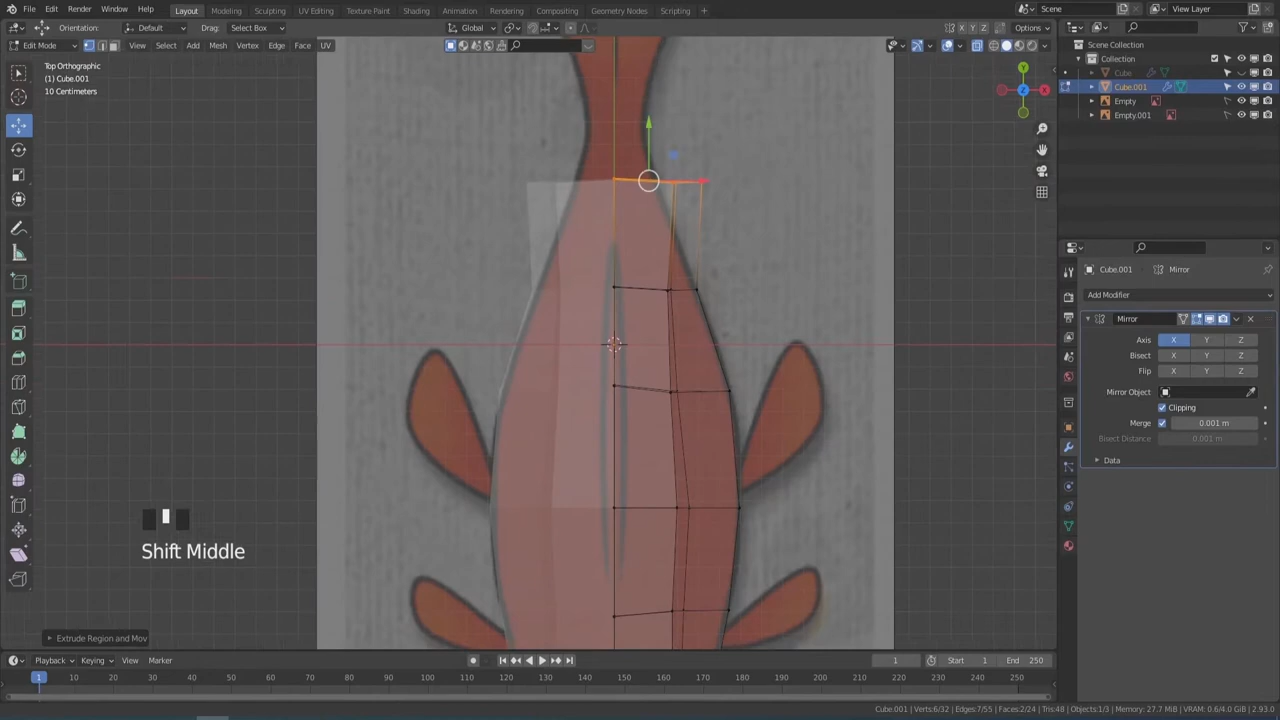 File Edit Render Window Help Layout Modeling Sculpting UV Editing Texture Paint Shading Animation Rendering Compositing Geometry Nodes Scripting + Scene View Layer
Orientation: Default Drag: Select Box Global X Y Z Options
Edit Mode View Select Add Mesh Vertex Edge Face UV
Top Orthographic
(1) Cube.001
10 Centimeters
Y
Z
X
Scene Collection
Collection
Cube
Cube.001
Empty
Empty.001
Cube.001 Mirror
Add Modifier
Mirror
Axis X Y Z
Bisect X Y Z
Flip X Y Z
Mirror Object
Clipping
Merge 0.001 m
Bisect Distance 0.001 m
Data
Shift Middle
Extrude Region and Mov
Playback Keying View Marker 1 Start 1 End 250
1 10 20 30 40 50 60 70 80 90 100 110 120 130 140 150 160 170 180 190 200 210 220 230 240 250
Cube.001 | Verts:6/32 | Edges:7/55 | Faces:2/24 | Tris:48 | Objects:1/3 | Memory: 27.7 MiB | VRAM: 0.6/4.0 GiB | 2.93.0